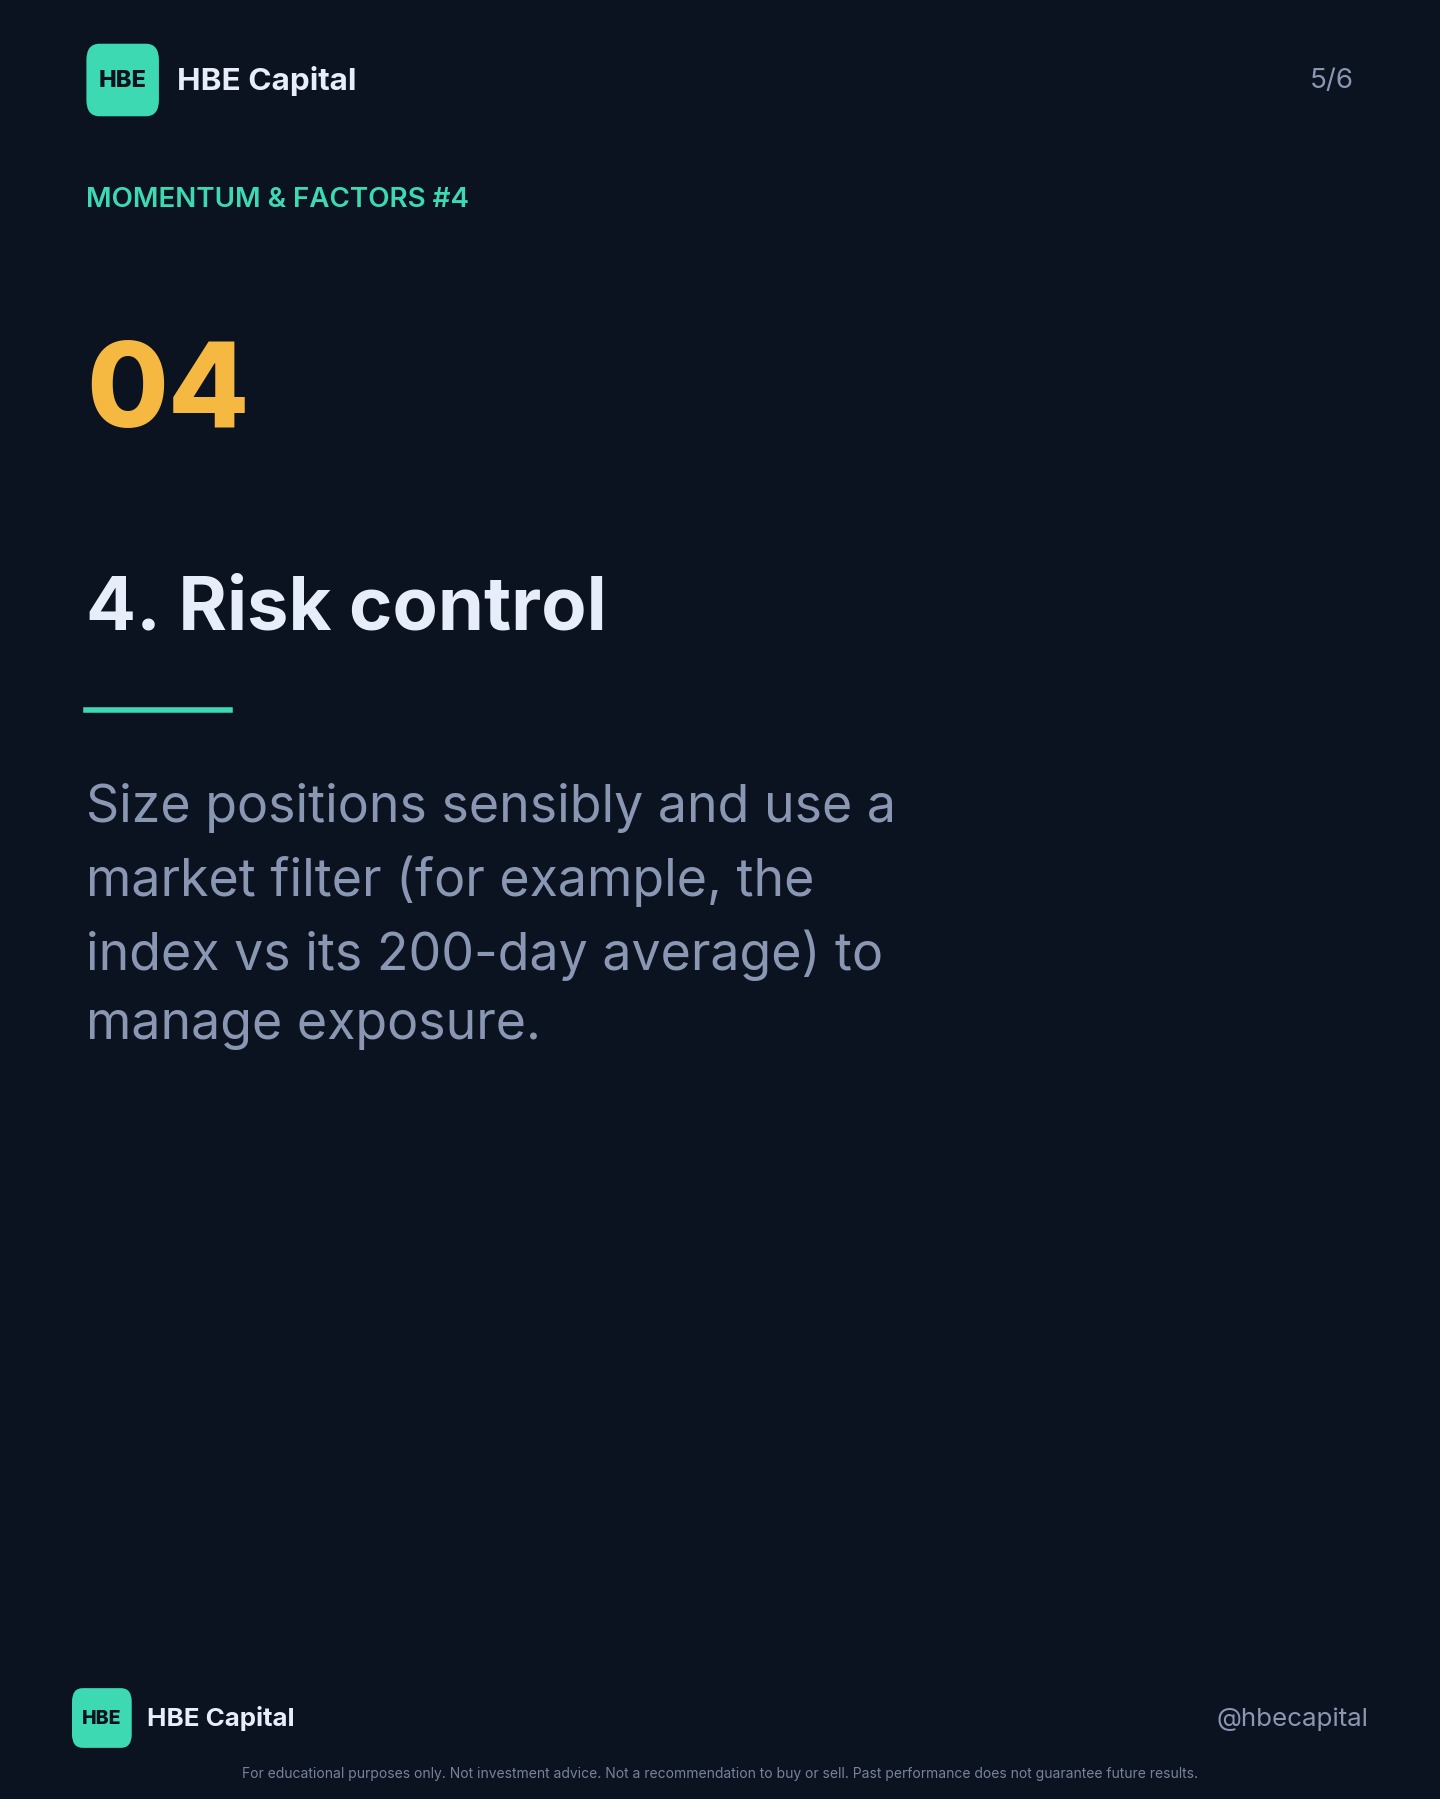 HBE
HBE Capital
5/6
MOMENTUM & FACTORS #4
04
4. Risk control
Size positions sensibly and use a
market filter (for example, the
index vs its 200-day average) to
manage exposure.
HBE
HBE Capital
@hbecapital
For educational purposes only. Not investment advice. Not a recommendation to buy or sell. Past performance does not guarantee future results.